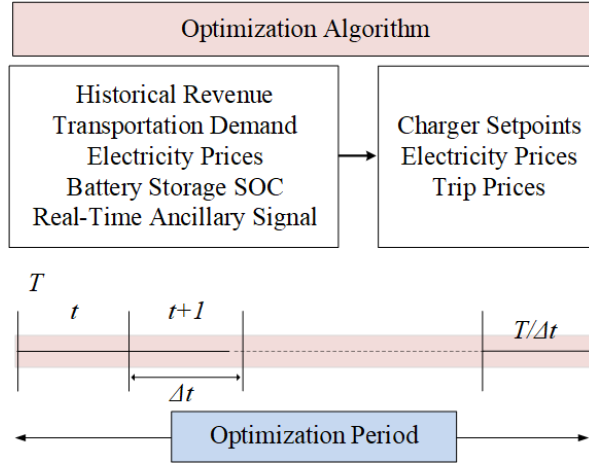 Optimization Algorithm
Historical Revenue
Transportation Demand
Electricity Prices
Battery Storage SOC
Real-Time Ancillary Signal
Charger Setpoints
Electricity Prices
Trip Prices
T
t
t+1
T/Δt
Δt
Optimization Period